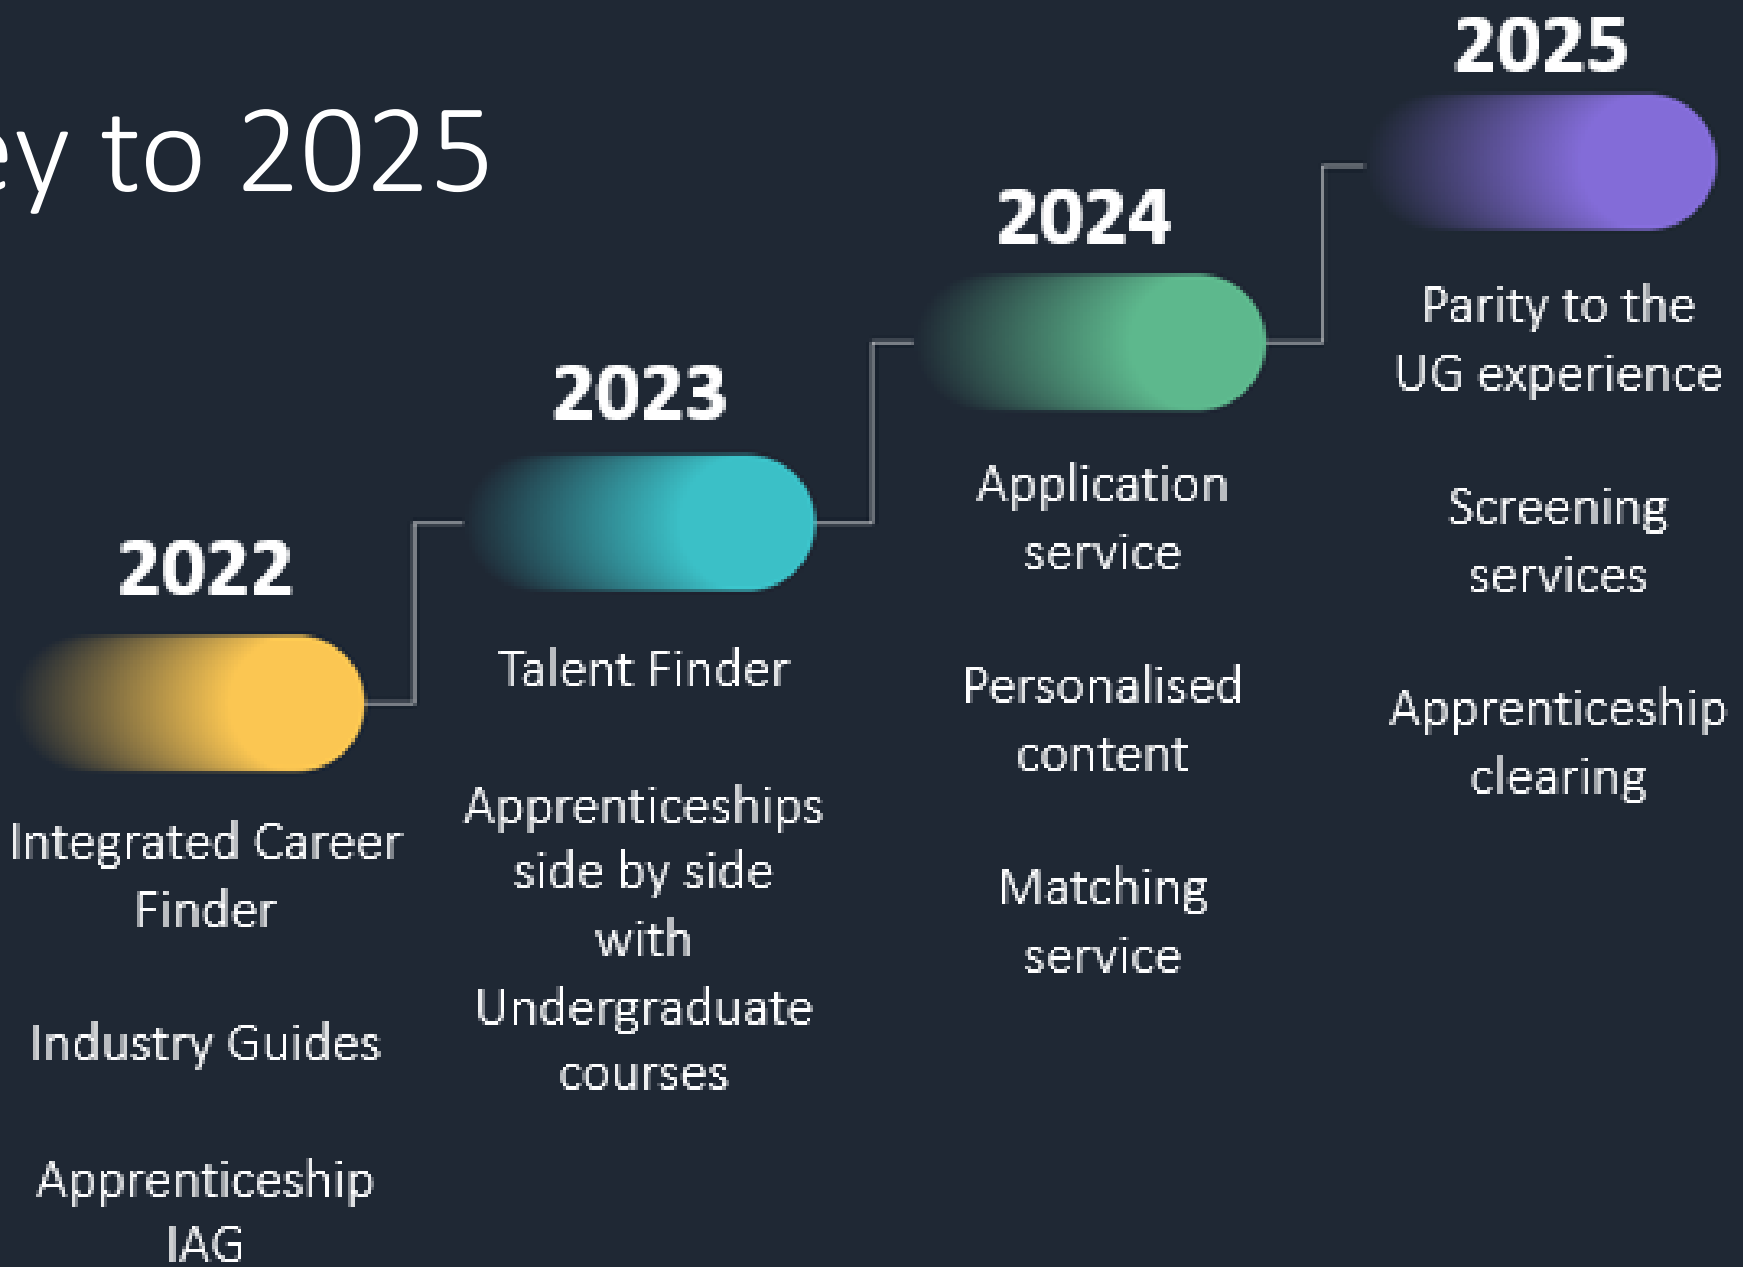 ey to 2025
2022
Integrated Career
Finder
Industry Guides
Apprenticeship
IAG
2023
Talent Finder
Apprenticeships
side by side
with
Undergraduate
courses
2024
Application
service
Personalised
content
Matching
service
2025
Parity to the
UG experience
Screening
services
Apprenticeship
clearing